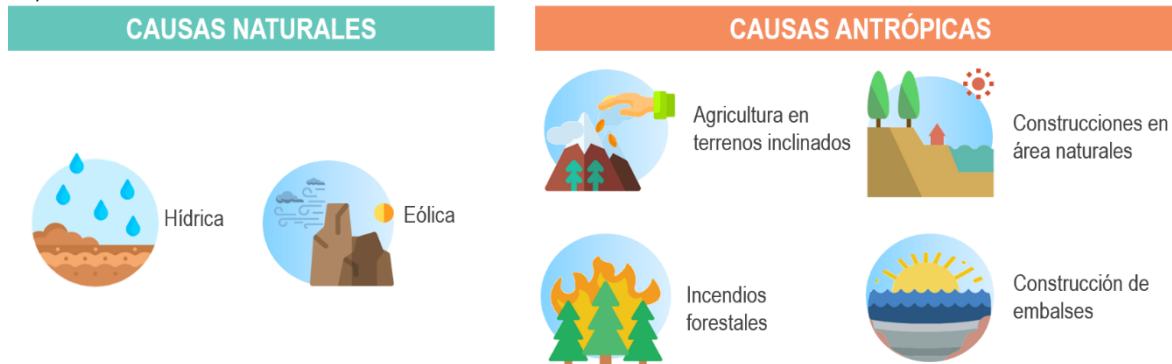 CAUSAS NATURALES
Hídrica
Eólica
CAUSAS ANTRÓPICAS
Agricultura en
terrenos inclinados
Construcciones en
área naturales
Incendios
forestales
Construcción de
embalses